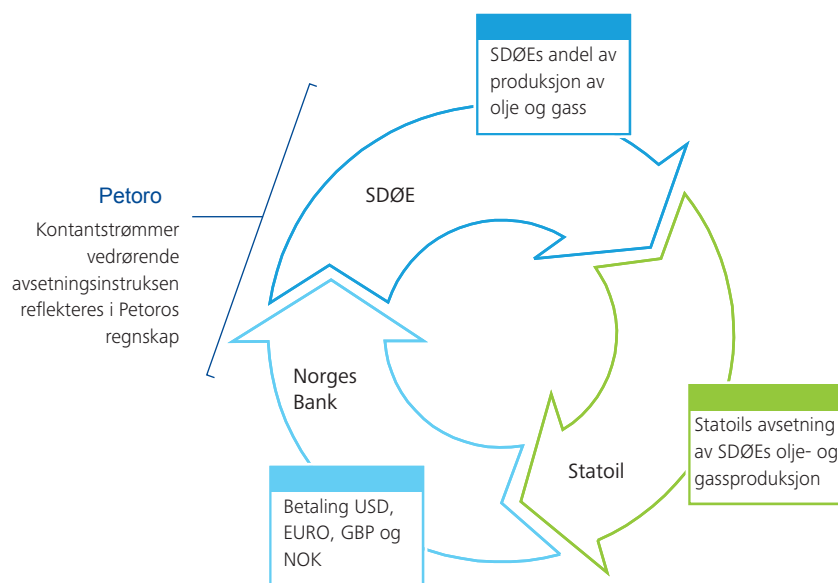 SDØEs andel av
produksjon av
olje og gass
SDØE
Petoro
Kontantstrømmer
vedrørende
avsetningsinstruksen
reflekteres i Petoros
regnskap
Norges
Bank
Statoil
Statoils avsetning
av SDØEs olje- og
gassproduksjon
Betaling USD,
EURO, GBP og
NOK